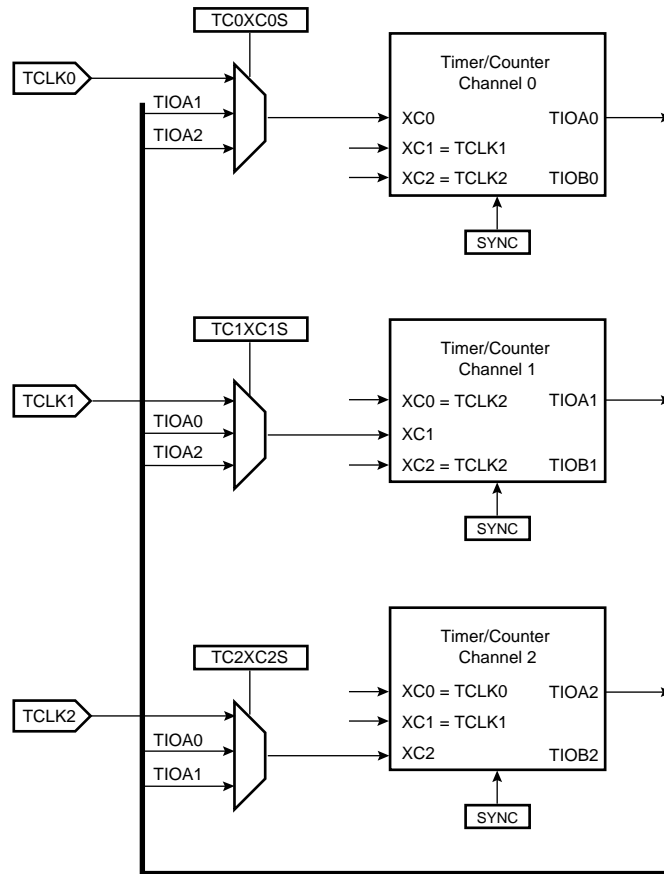 TC0XC0S
TCLK0
TIOA1
TIOA2
Timer/Counter
Channel 0
XC0
TIOA0
XC1 = TCLK1
XC2 = TCLK2
TIOB0
SYNC
TC1XC1S
TCLK1
TIOA0
TIOA2
Timer/Counter
Channel 1
XC0 = TCLK2
TIOA1
XC1
XC2 = TCLK2
TIOB1
SYNC
TC2XC2S
TCLK2
TIOA0
TIOA1
Timer/Counter
Channel 2
XC0 = TCLK0
TIOA2
XC1 = TCLK1
XC2
TIOB2
SYNC